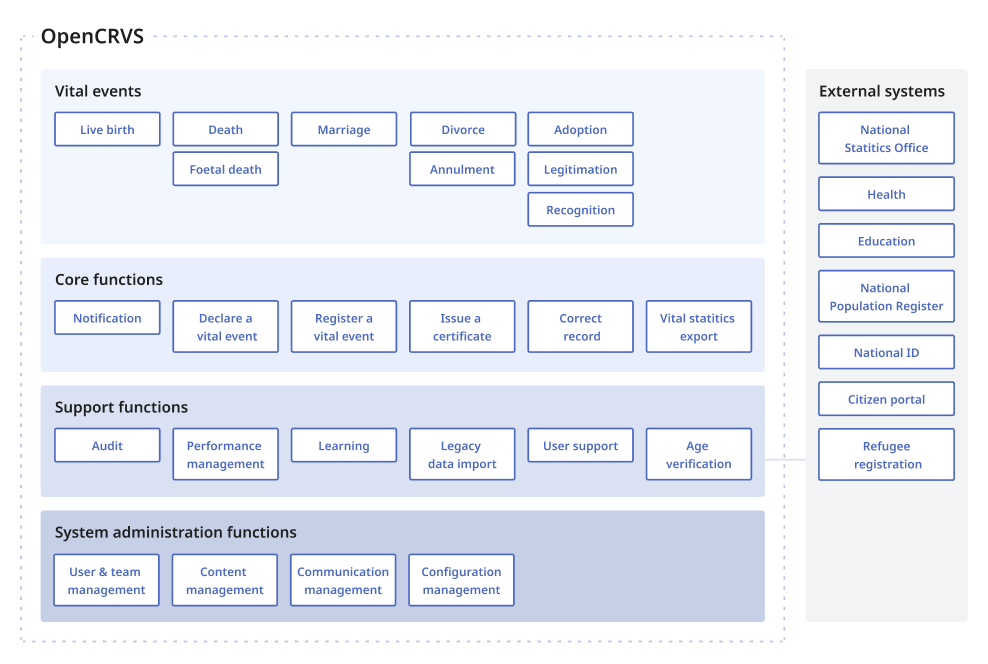 OpenCRVS
Vital events
Live birth
Death
Marriage
Divorce
Adoption
Foetal death
Annulment
Legitimation
Recognition
Core functions
Notification
Declare a
vital event
Register a
vital event
Issue a
certificate
Correct
record
Vital statitics
export
Support functions
Audit
Performance
management
Learning
Legacy
data import
User support
Age
verification
System administration functions
User & team
management
Content
management
Communication
management
Configuration
management
External systems
National
Statitics Office
Health
Education
National
Population Register
National ID
Citizen portal
Refugee
registration